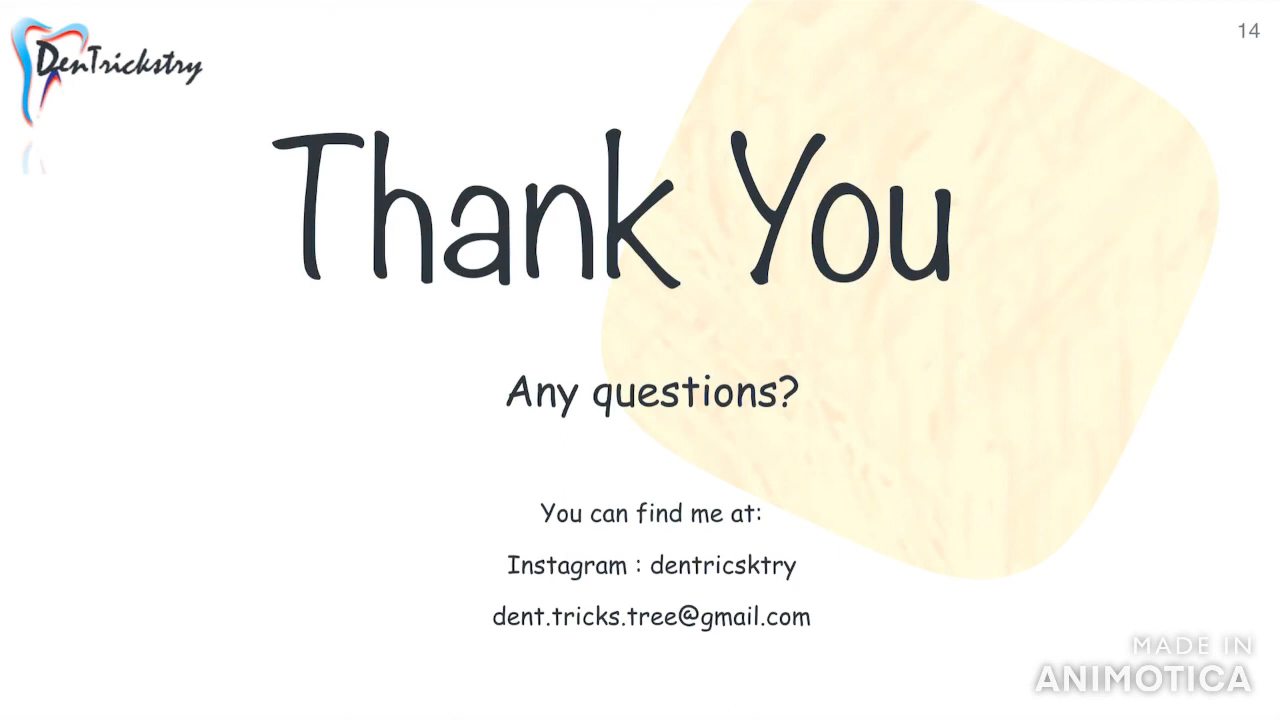 14
DenTrickstry
Thank You
Any questions?
You can find me at:
Instagram : dentricsktry
dent.tricks.tree@gmail.com
MADE IN
ANIMOTICA